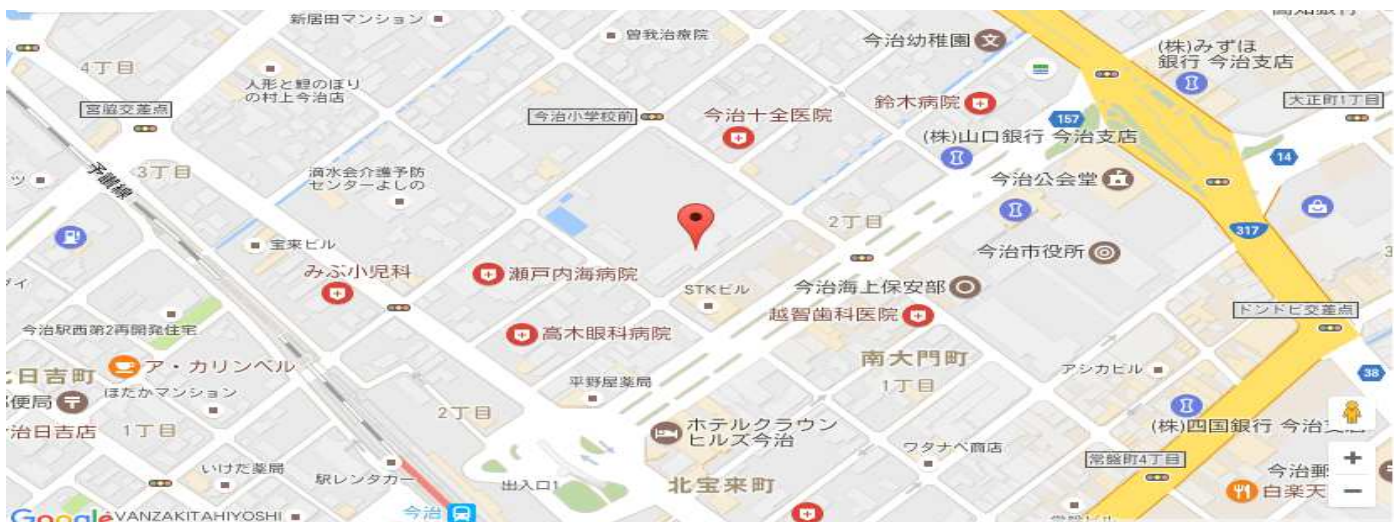 新居田マンション
曽我治療院
今治幼稚園
(株)みずほ
銀行 今治支店
4丁目
人形と鯉のぼり
の村上今治店
宮脇交差点
今治小学校前
今治十全医院
鈴木病院
157
大正町1丁目
(株)山口銀行 今治支店
14
予讃線
3丁目
滴水会介護予防
センターよしの
今治公会堂
2丁目
317
宝来ビル
みぶ小児科
瀬戸内海病院
今治市役所
STKビル
今治海上保安部
越智歯科医院
ドンドビ交差点
今治駅西第2再開発住宅
高木眼科病院
南大門町
1丁目
アシカビル
38
ア・カリンベル
日吉町
ほたかマンション
平野屋薬局
2丁目
便局
治日吉店
1丁目
ホテルクラウン
ヒルズ今治
(株)四国銀行 今治支店
ワタナベ商店
常盤町4丁目
いけだ薬局
駅レンタカー
出入口1
北宝来町
今治郵
白楽天
Google
VANZAKITAHIYOSHI
今治